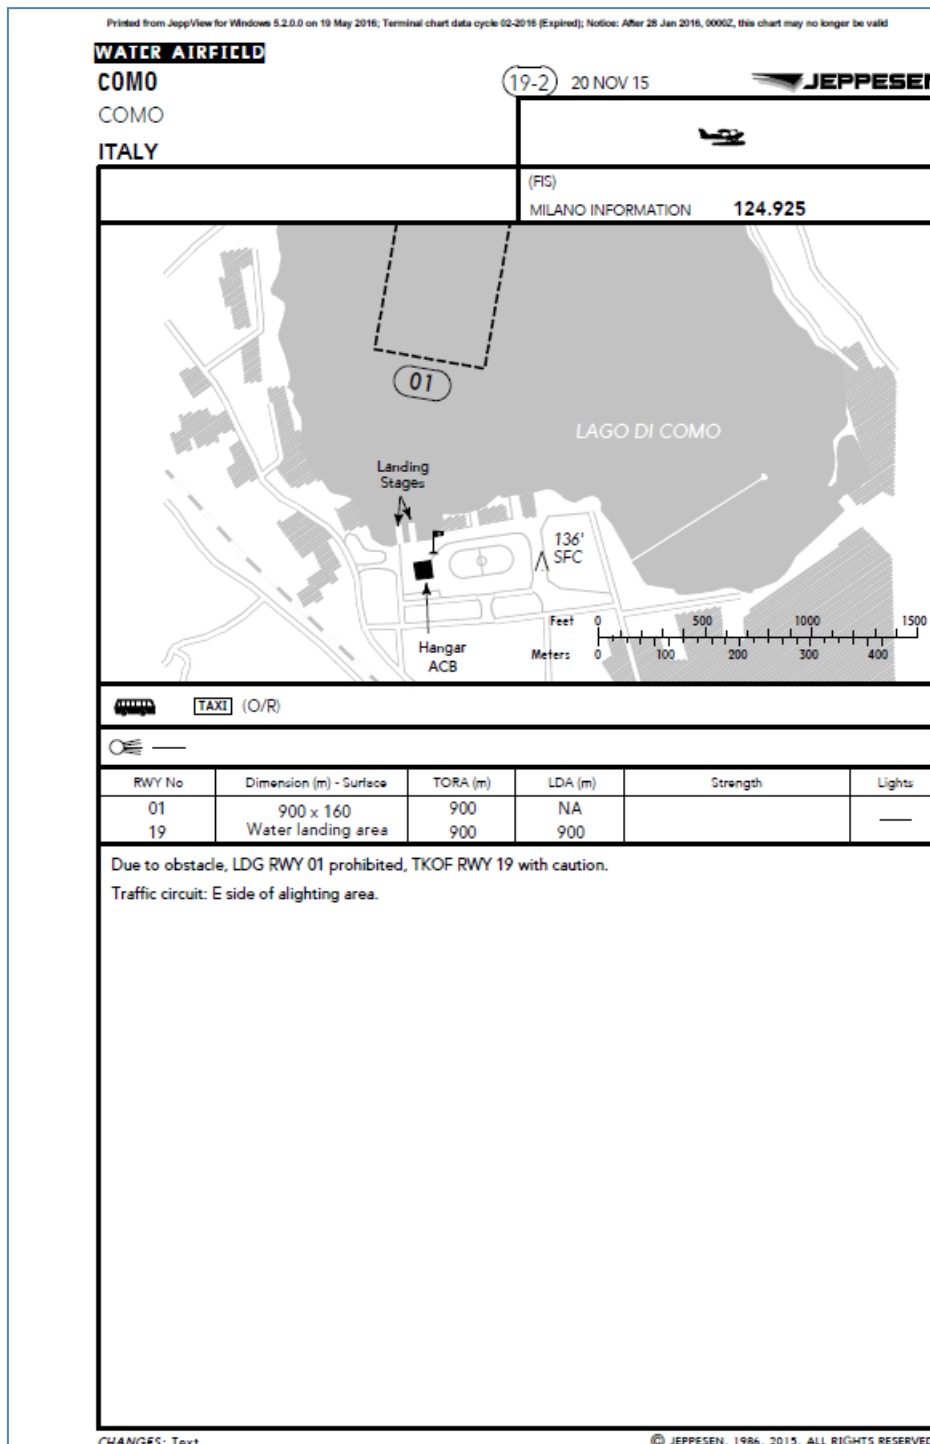 Printed from JeppView for Windows 5.2.0.0 on 19 May 2016; Terminal chart data cycle 02-2016 (Expired); Notice: After 28 Jan 2016, 0000Z, this chart may no longer be valid
WATER AIRFIELD
COMO
19-2 20 NOV 15 JEPPESEN
COMO
ITALY
(FIS)
MILANO INFORMATION 124.925
01
LAGO DI COMO
Landing
Stages
136'
SFC
Hangar
ACB
Feet 0 500 1000 1500
Meters 0 100 200 300 400
TAXI (O/R)
RWY No Dimension (m) - Surface TORA (m) LDA (m) Strength Lights
01 900 x 160 900 NA
19 Water landing area 900 900
Due to obstacle, LDG RWY 01 prohibited, TKOF RWY 19 with caution.
Traffic circuit: E side of alighting area.
CHANGES: Text
© JEPPESEN, 1986, 2015. ALL RIGHTS RESERVED